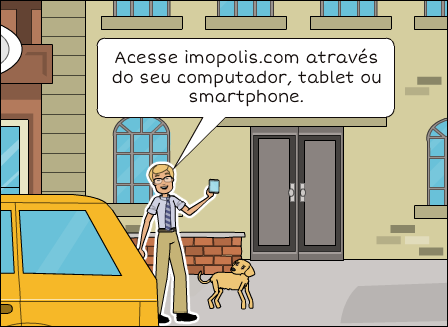 Acesse imopolis.com através
do seu computador, tablet ou
smartphone.